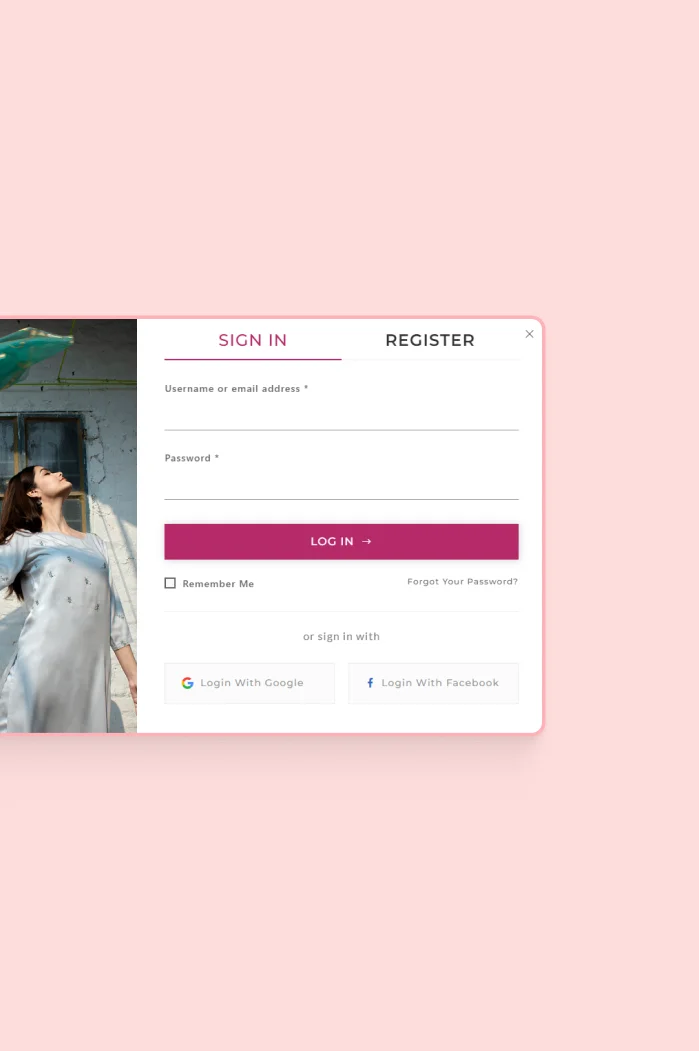 SIGN IN REGISTER
Username or email address *
Password *
LOG IN →
Remember Me Forgot Your Password?
or sign in with
Login With Google Login With Facebook